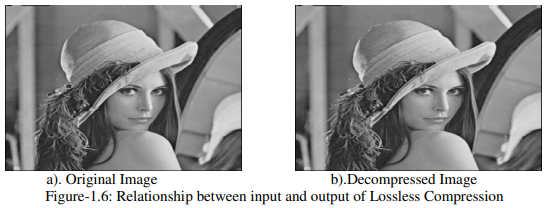 a). Original Image
b).Decompressed Image
Figure-1.6: Relationship between input and output of Lossless Compression